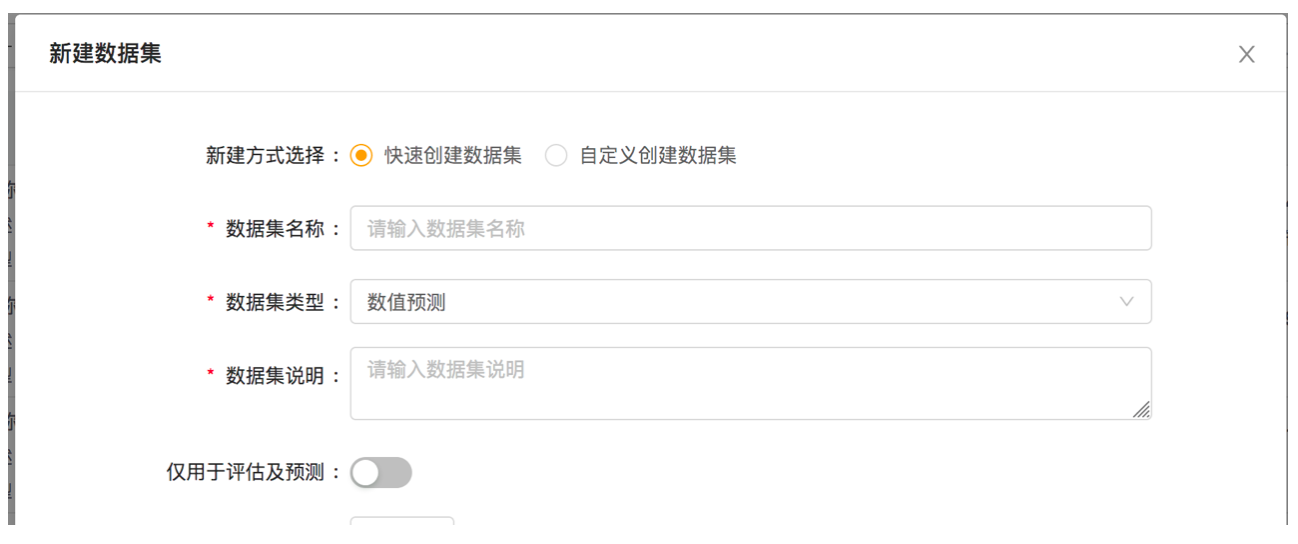 新建数据集
新建方式选择： 快速创建数据集 自定义创建数据集
* 数据集名称： 请输入数据集名称
* 数据集类型： 数值预测
* 数据集说明： 请输入数据集说明
仅用于评估及预测：